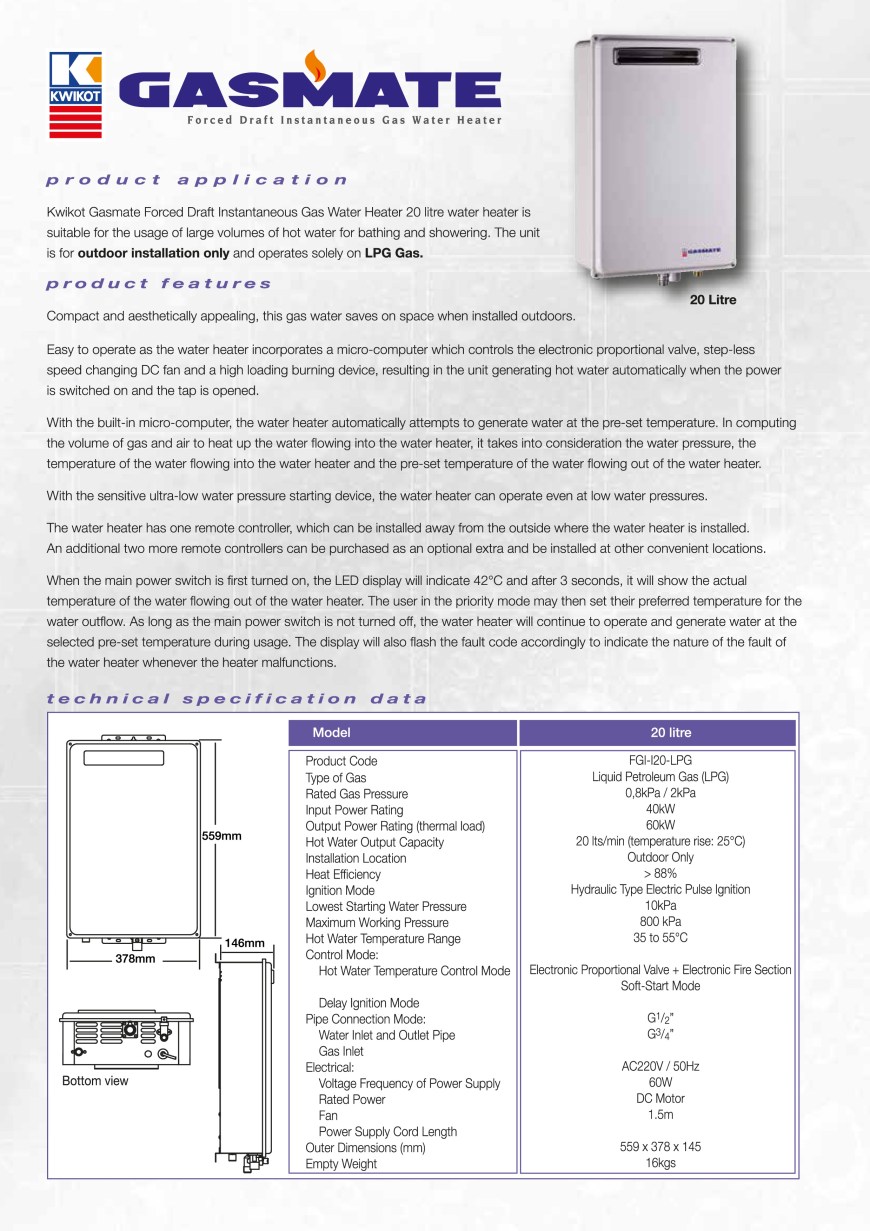 KWIKOT
GASMATE
Forced Draft Instantaneous Gas Water Heater
product application
Kwikot Gasmate Forced Draft Instantaneous Gas Water Heater 20 litre water heater is
suitable for the usage of large volumes of hot water for bathing and showering. The unit
is for outdoor installation only and operates solely on LPG Gas.
GASMATE
20 Litre
product features
Compact and aesthetically appealing, this gas water saves on space when installed outdoors.
Easy to operate as the water heater incorporates a micro-computer which controls the electronic proportional valve, step-less
speed changing DC fan and a high loading burning device, resulting in the unit generating hot water automatically when the power
is switched on and the tap is opened.
With the built-in micro-computer, the water heater automatically attempts to generate water at the pre-set temperature. In computing
the volume of gas and air to heat up the water flowing into the water heater, it takes into consideration the water pressure, the
temperature of the water flowing into the water heater and the pre-set temperature of the water flowing out of the water heater.
With the sensitive ultra-low water pressure starting device, the water heater can operate even at low water pressures.
The water heater has one remote controller, which can be installed away from the outside where the water heater is installed.
An additional two more remote controllers can be purchased as an optional extra and be installed at other convenient locations.
When the main power switch is first turned on, the LED display will indicate 42°C and after 3 seconds, it will show the actual
temperature of the water flowing out of the water heater. The user in the priority mode may then set their preferred temperature for the
water outflow. As long as the main power switch is not turned off, the water heater will continue to operate and generate water at the
selected pre-set temperature during usage. The display will also flash the fault code accordingly to indicate the nature of the fault of
the water heater whenever the heater malfunctions.
technical specification data
559mm
378mm
146mm
Bottom view
Model 20 litre
Product Code FGI-I20-LPG
Type of Gas Liquid Petroleum Gas (LPG)
Rated Gas Pressure 0,8kPa / 2kPa
Input Power Rating 40kW
Output Power Rating (thermal load) 60kW
Hot Water Output Capacity 20 lts/min (temperature rise: 25°C)
Installation Location Outdoor Only
Heat Efficiency > 88%
Ignition Mode Hydraulic Type Electric Pulse Ignition
Lowest Starting Water Pressure 10kPa
Maximum Working Pressure 800 kPa
Hot Water Temperature Range 35 to 55°C
Control Mode:
Hot Water Temperature Control Mode Electronic Proportional Valve + Electronic Fire Section
Soft-Start Mode
Delay Ignition Mode
Pipe Connection Mode: G1/2"
Water Inlet and Outlet Pipe G3/4"
Gas Inlet
Electrical: AC220V / 50Hz
Voltage Frequency of Power Supply 60W
Rated Power DC Motor
Fan 1.5m
Power Supply Cord Length
Outer Dimensions (mm) 559 x 378 x 145
Empty Weight 16kgs